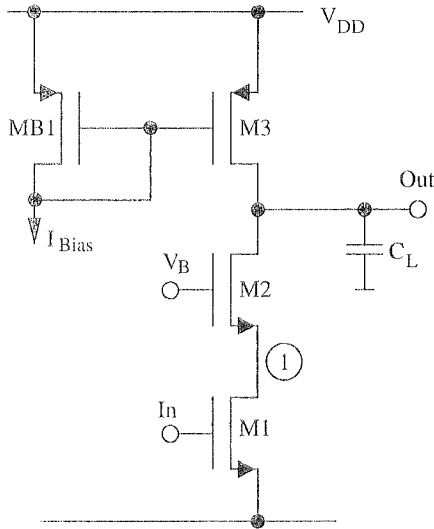 V_DD
MB1
M3
Out
I_Bias
C_L
V_B
M2
1
In
M1